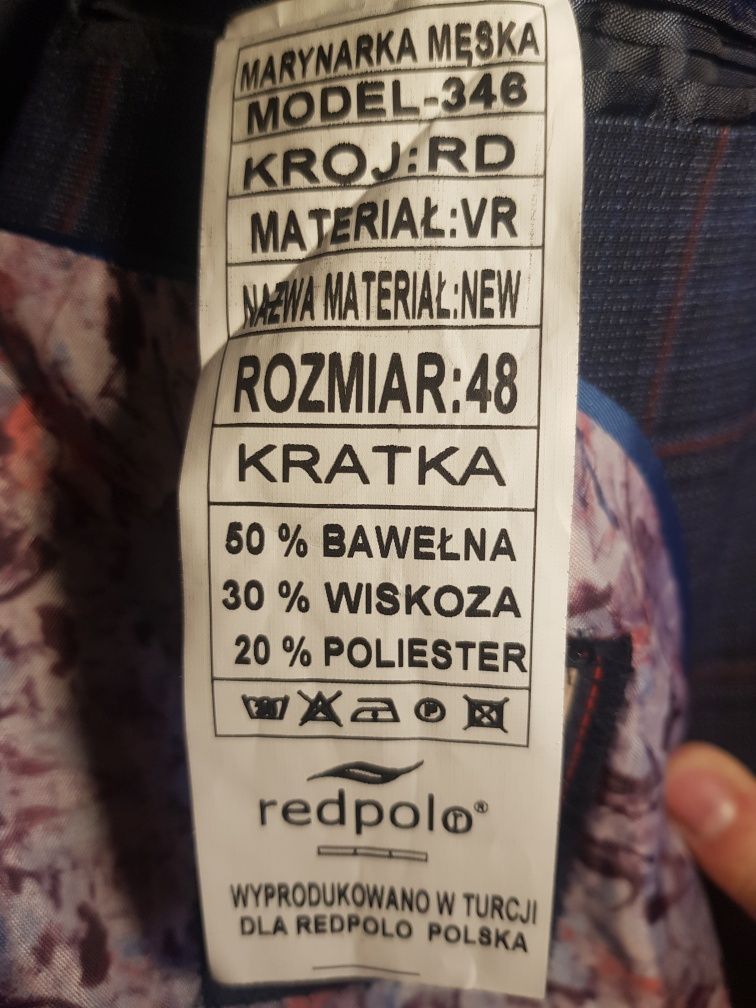 MARYNARKA MĘSKA
MODEL-346
KROJ:RD
MATERIAŁ:VR
NAZWA MATERIAŁ:NEW
ROZMIAR:48
KRATKA
50 % BAWEŁNA
30 % WISKOZA
20 % POLIESTER
P
redpolo®
WYPRODUKOWANO W TURCJI
DLA REDPOLO POLSKA